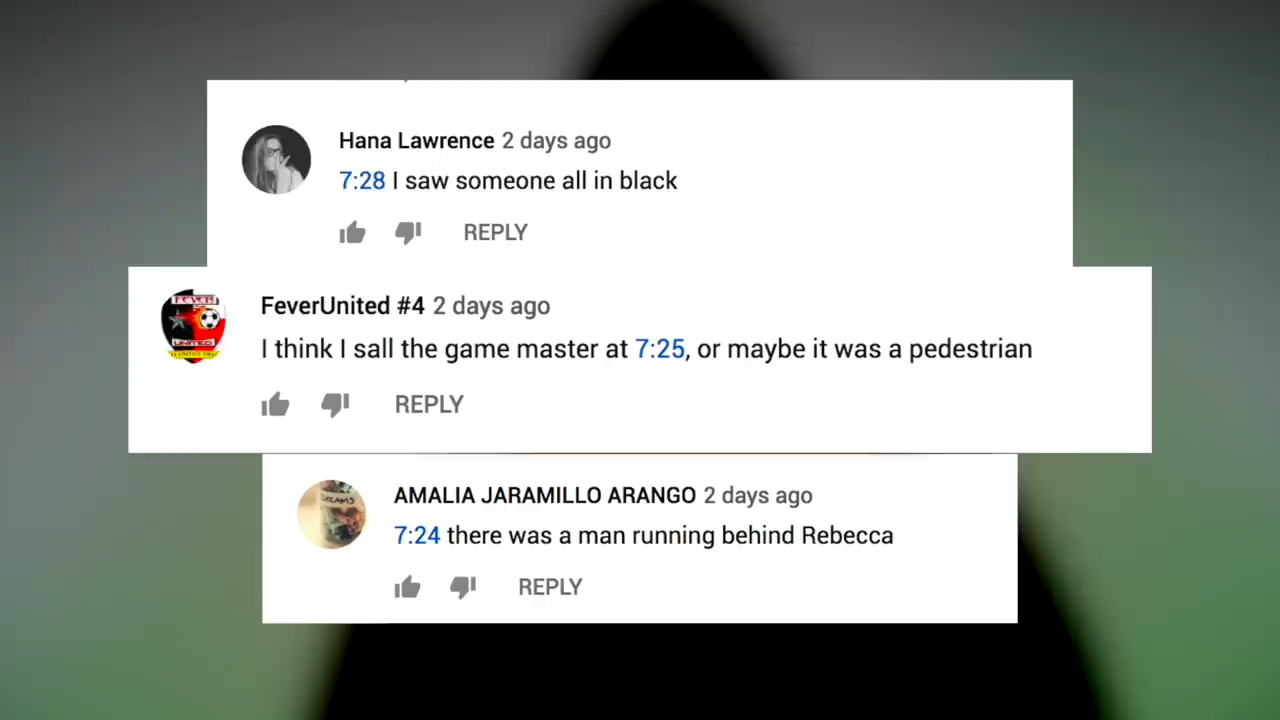 Hana Lawrence 2 days ago
7:28 I saw someone all in black
REPLY
UNITED
FeverUnited #4 2 days ago
I think I sall the game master at 7:25, or maybe it was a pedestrian
REPLY
AMALIA JARAMILLO ARANGO 2 days ago
7:24 there was a man running behind Rebecca
REPLY